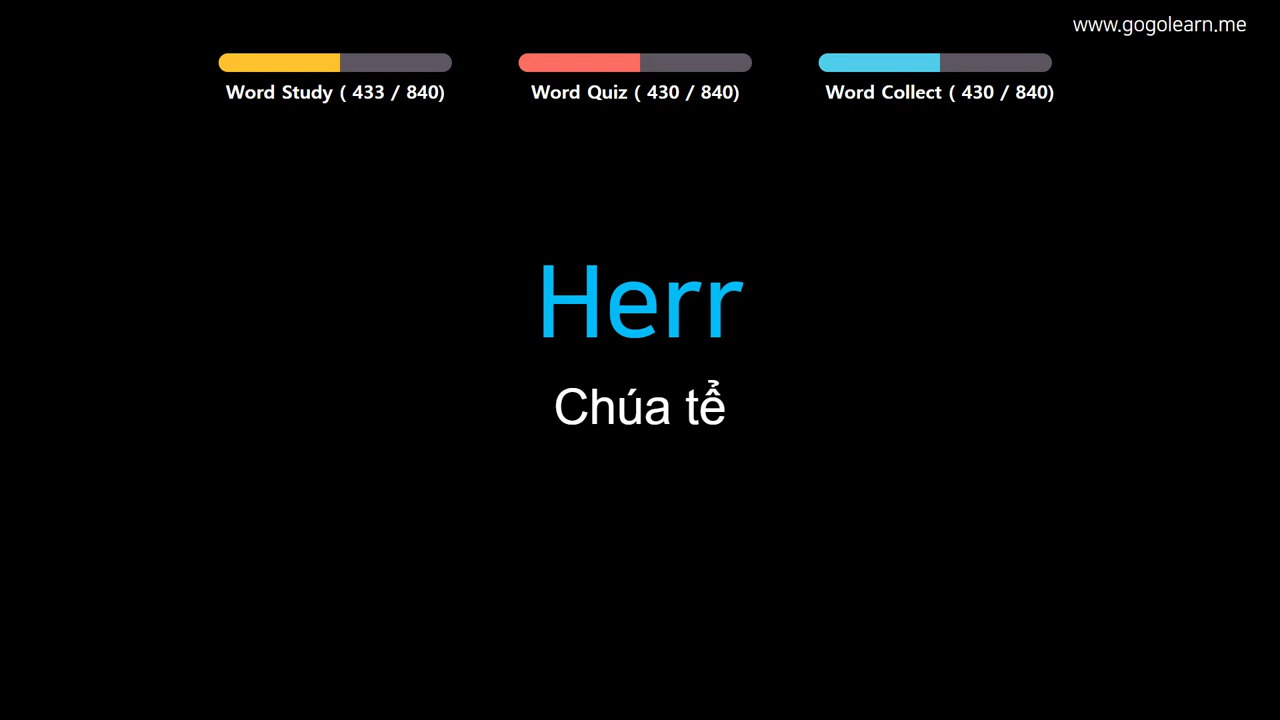 www.gogolearn.me
Word Study ( 433 / 840)
Word Quiz ( 430 / 840)
Word Collect ( 430 / 840)
Herr
Chúa tể